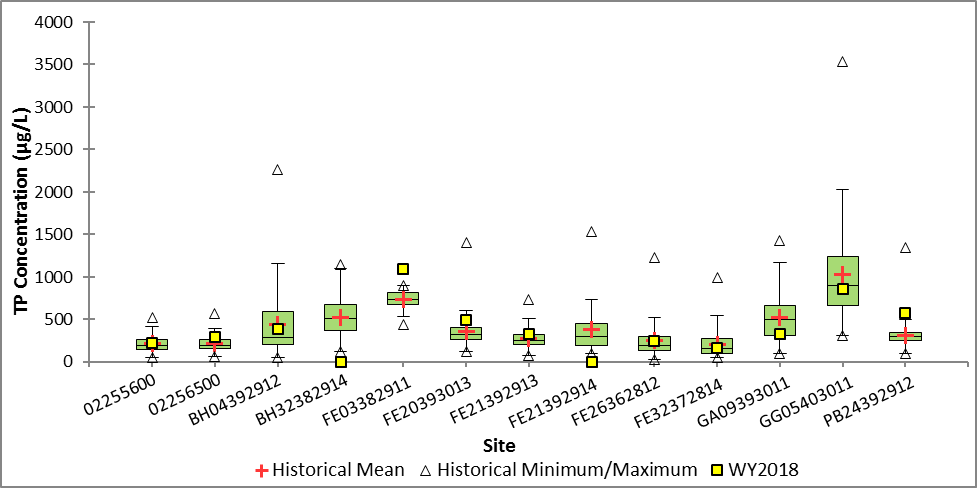 4000
3500
3000
2500
2000
1500
1000
500
0
TP Concentration (µg/L)
02255600
02256500
BH04392912
BH32382914
FE03382911
FE20393013
FE21392913
FE21392914
FE26362812
FE32372814
GA09393011
GG05403011
PB24392912
Site
Historical Mean
Historical Minimum/Maximum
WY2018